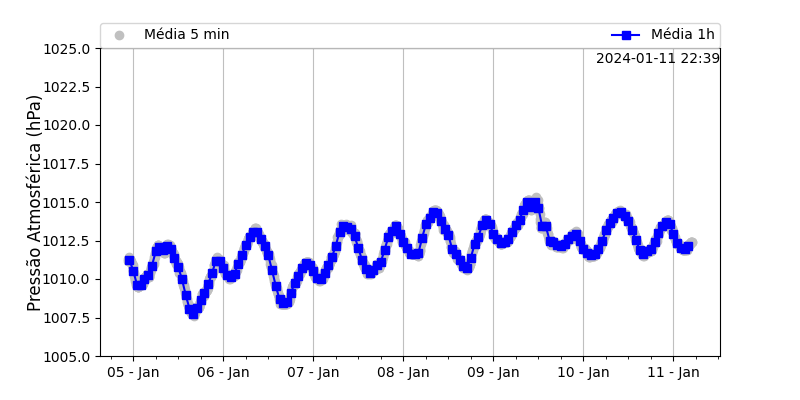 Média 5 min
Média 1h
2024-01-11 22:39
Pressão Atmosférica (hPa)
1025.0
1022.5
1020.0
1017.5
1015.0
1012.5
1010.0
1007.5
1005.0
05 - Jan
06 - Jan
07 - Jan
08 - Jan
09 - Jan
10 - Jan
11 - Jan